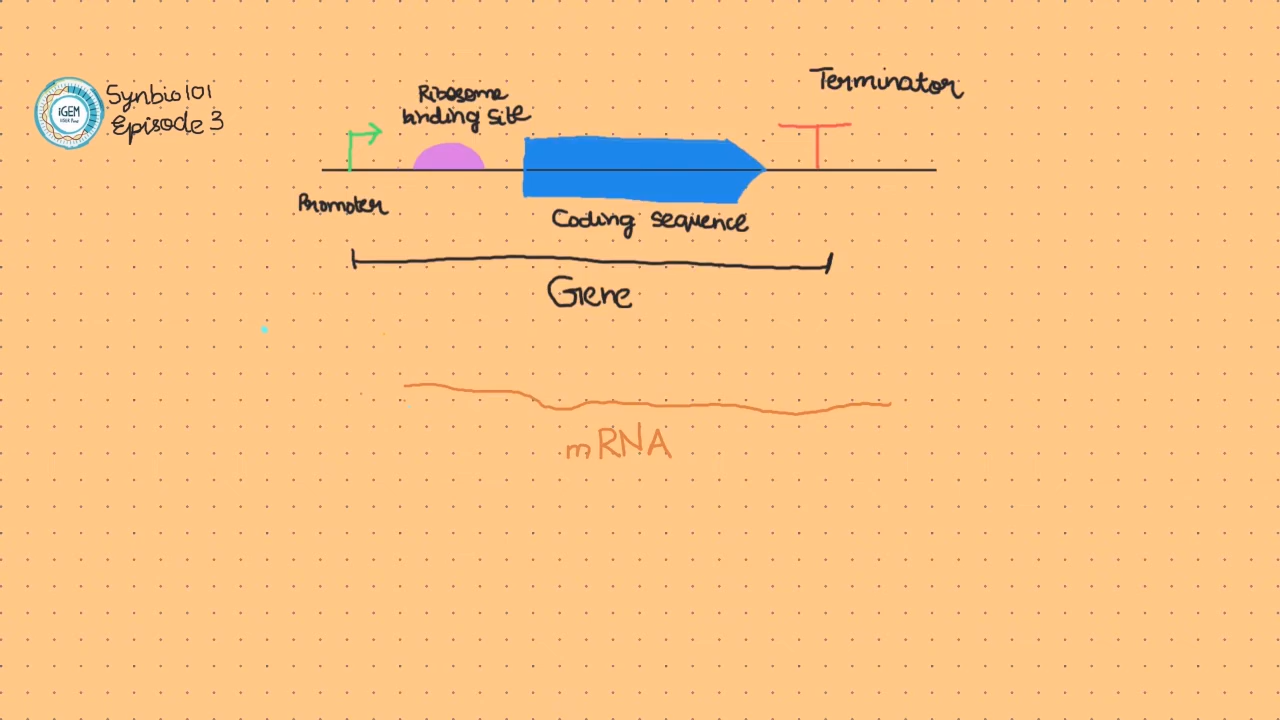 iGEM
Synbio101
Episode 3
Ribosome
binding site
Terminator
Promoter
Coding sequence
Gene
mRNA